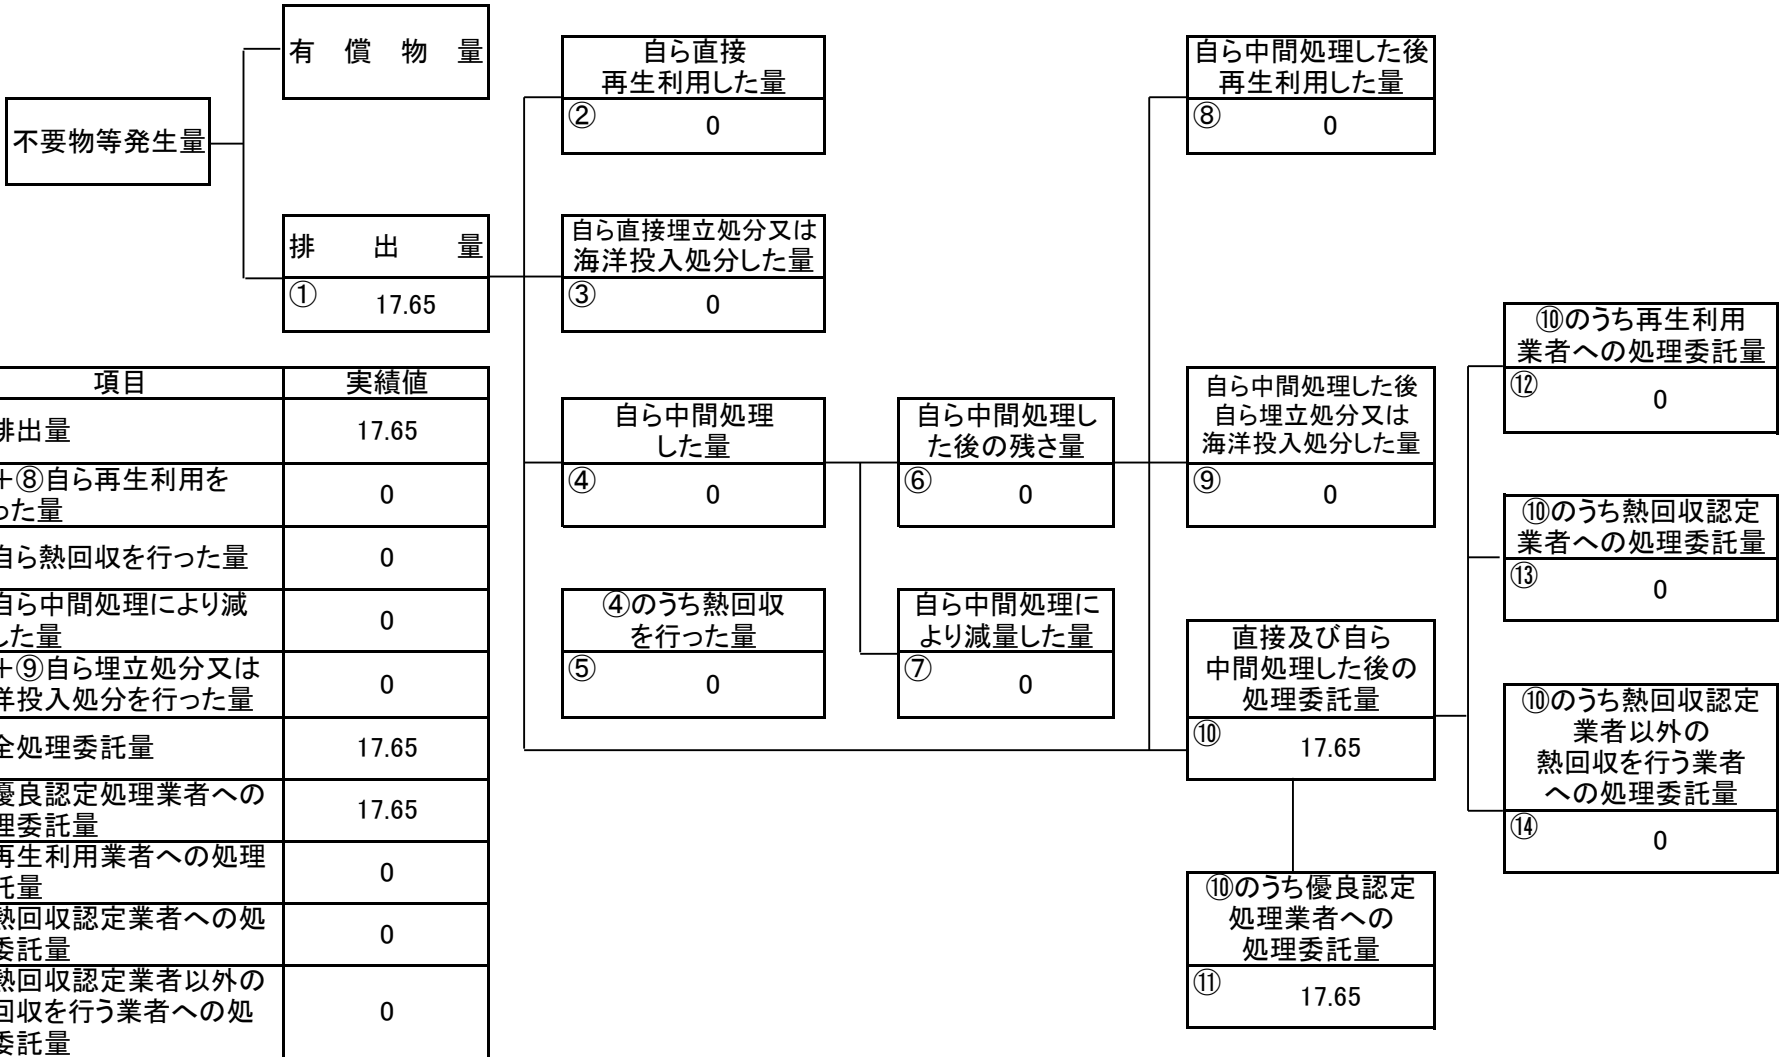 有償物量
不要物等発生量
排出量
① 17.65
自ら直接
再生利用した量
② 0
自ら直接埋立処分又は
海洋投入処分した量
③ 0
自ら中間処理
した量
④ 0
④のうち熱回収
を行った量
⑤ 0
自ら中間処理し
た後の残さ量
⑥ 0
自ら中間処理に
より減量した量
⑦ 0
自ら中間処理した後
再生利用した量
⑧ 0
自ら中間処理した後
自ら埋立処分又は
海洋投入処分した量
⑨ 0
直接及び自ら
中間処理した後の
処理委託量
⑩ 17.65
⑩のうち優良認定
処理業者への
処理委託量
⑪ 17.65
⑩のうち再生利用
業者への処理委託量
⑫ 0
⑩のうち熱回収認定
業者への処理委託量
⑬ 0
⑩のうち熱回収認定
業者以外の
熱回収を行う業者
への処理委託量
⑭ 0
項目 実績値
排出量 17.65
+⑧自ら再生利用を
った量 0
自ら熱回収を行った量 0
自ら中間処理により減
した量 0
+⑨自ら埋立処分又は
洋投入処分を行った量 0
全処理委託量 17.65
優良認定処理業者への
理委託量 17.65
再生利用業者への処理
託量 0
熱回収認定業者への処
委託量 0
熱回収認定業者以外の
回収を行う業者への処
委託量 0